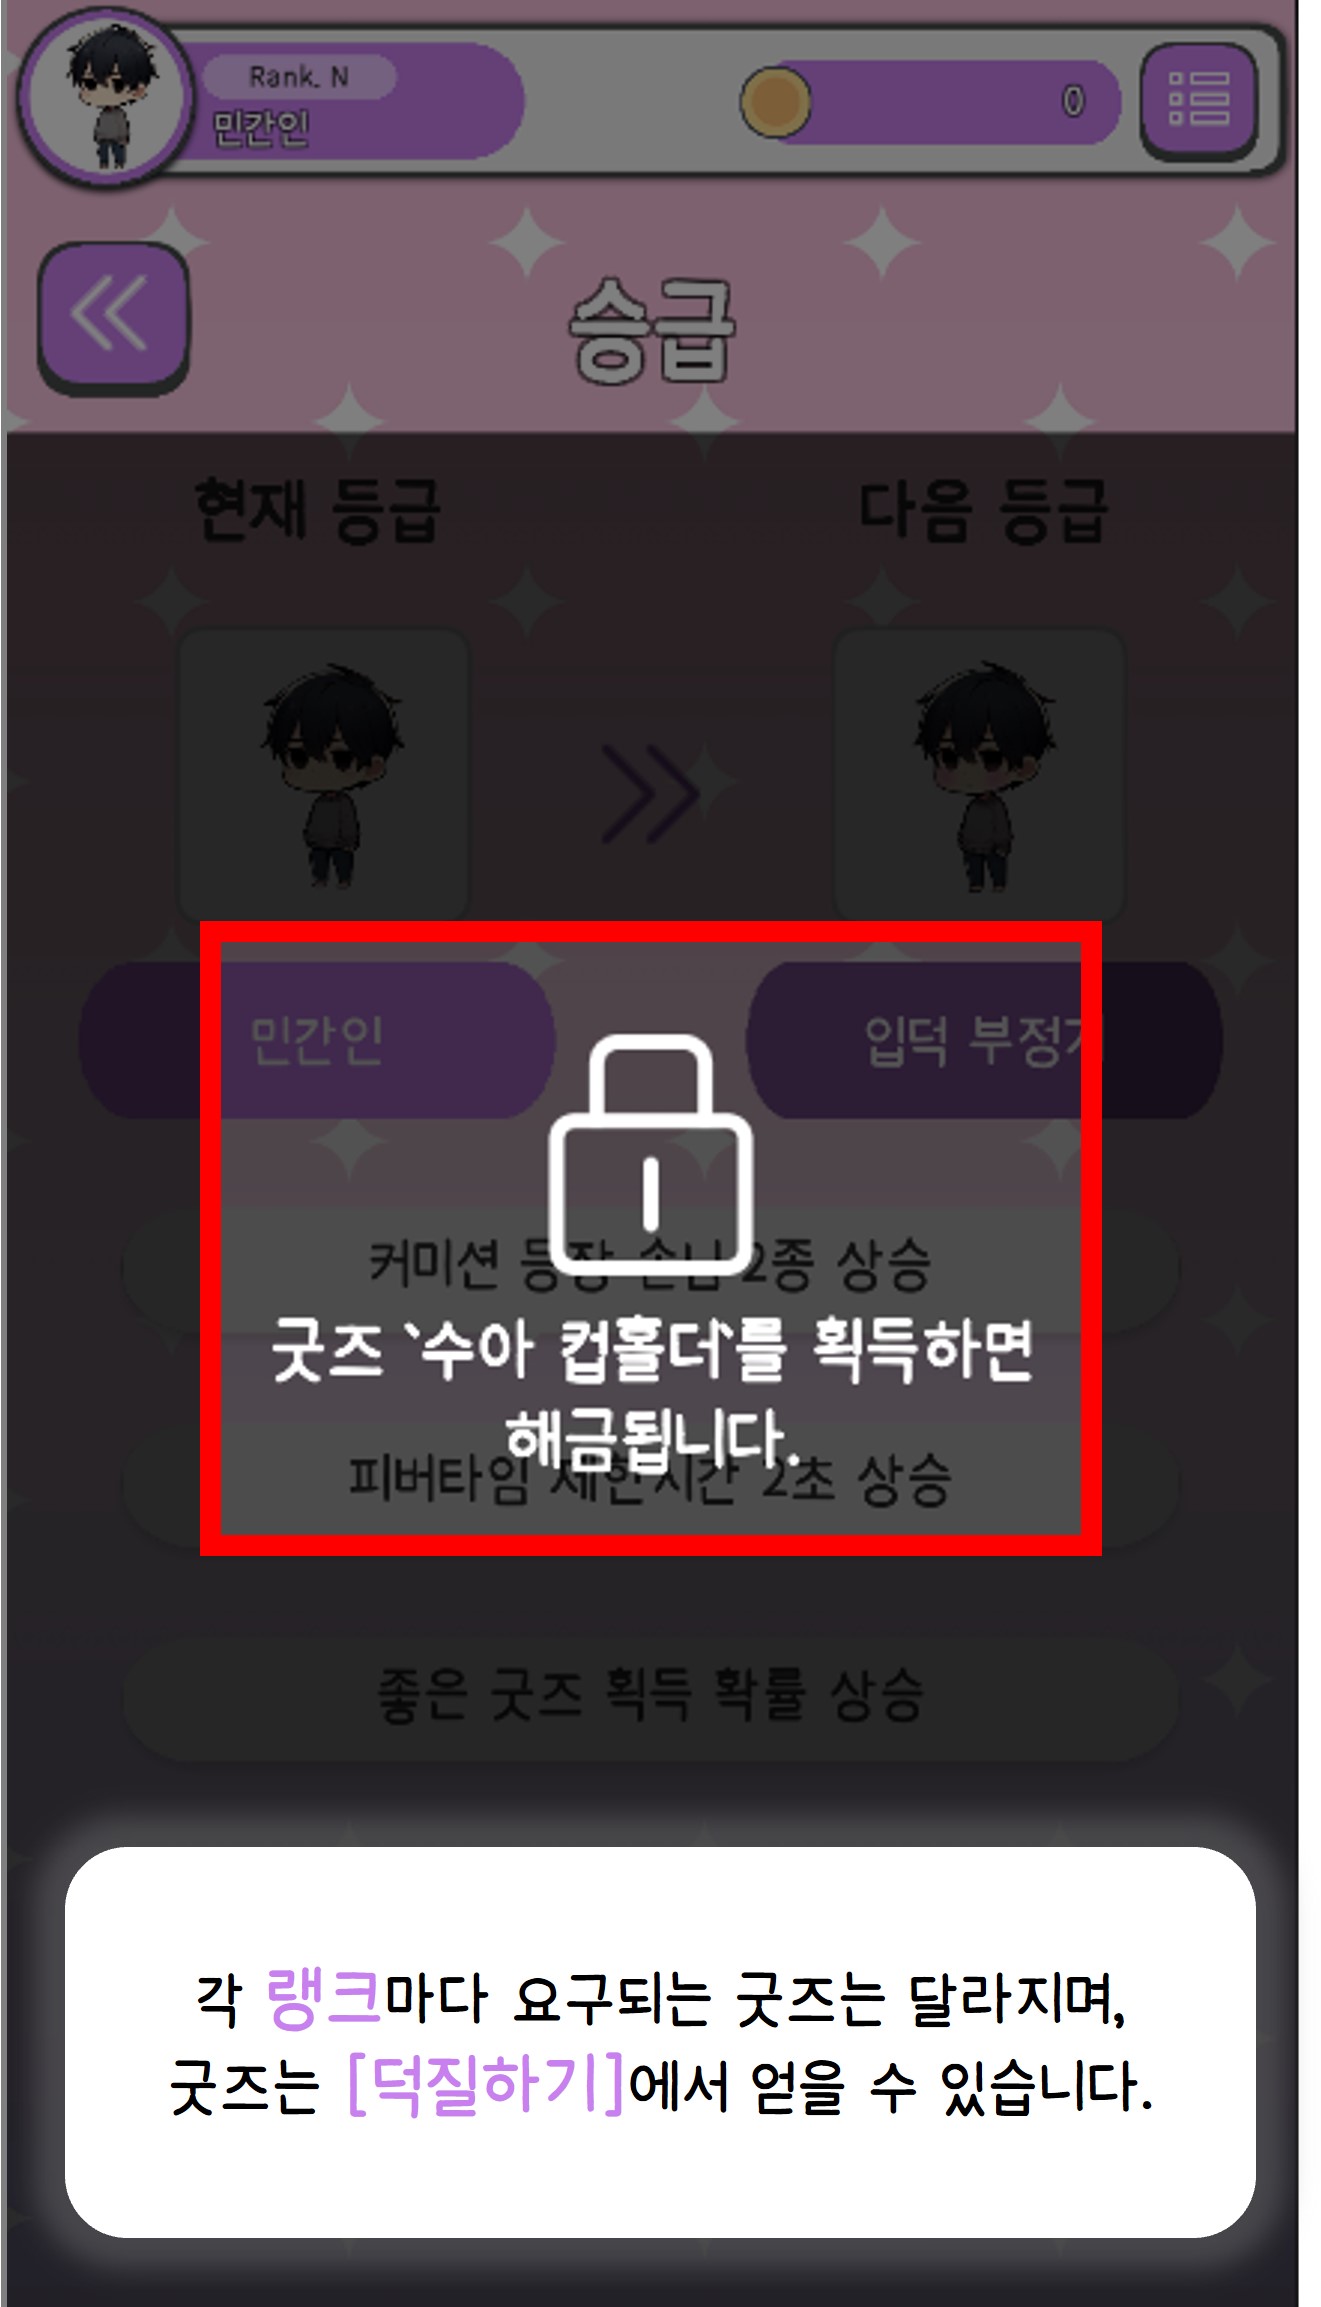 Rank. N
민간인
0
승급
현재 등급
다음 등급
민간인
입덕 부정기
커미션 등장 손님 2종 상승
굿즈 `수아 컵홀더`를 획득하면
해금됩니다.
피버타임 제한시간 2초 상승
좋은 굿즈 획득 확률 상승
각 랭크마다 요구되는 굿즈는 달라지며,
굿즈는 [덕질하기]에서 얻을 수 있습니다.